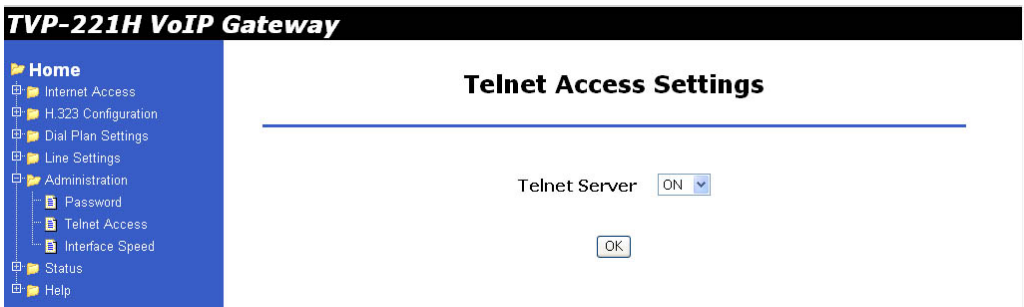 TVP-221H VoIP Gateway
Home
Internet Access
H.323 Configuration
Dial Plan Settings
Line Settings
Administration
Password
Telnet Access
Interface Speed
Status
Help
Telnet Access Settings
Telnet Server ON
OK